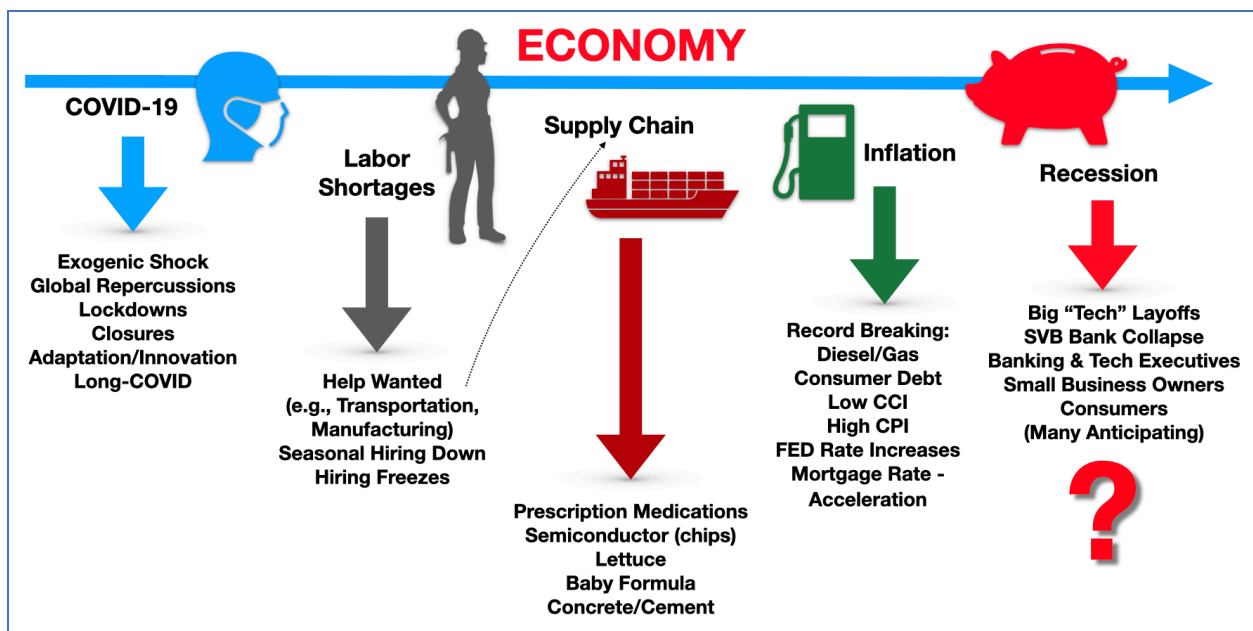 ECONOMY
COVID-19
Exogenic Shock
Global Repercussions
Lockdowns
Closures
Adaptation/Innovation
Long-COVID
Labor
Shortages
Help Wanted
(e.g., Transportation,
Manufacturing)
Seasonal Hiring Down
Hiring Freezes
Supply Chain
Prescription Medications
Semiconductor (chips)
Lettuce
Baby Formula
Concrete/Cement
Inflation
Record Breaking:
Diesel/Gas
Consumer Debt
Low CCI
High CPI
FED Rate Increases
Mortgage Rate -
Acceleration
Recession
Big “Tech” Layoffs
SVB Bank Collapse
Banking & Tech Executives
Small Business Owners
Consumers
(Many Anticipating)
?